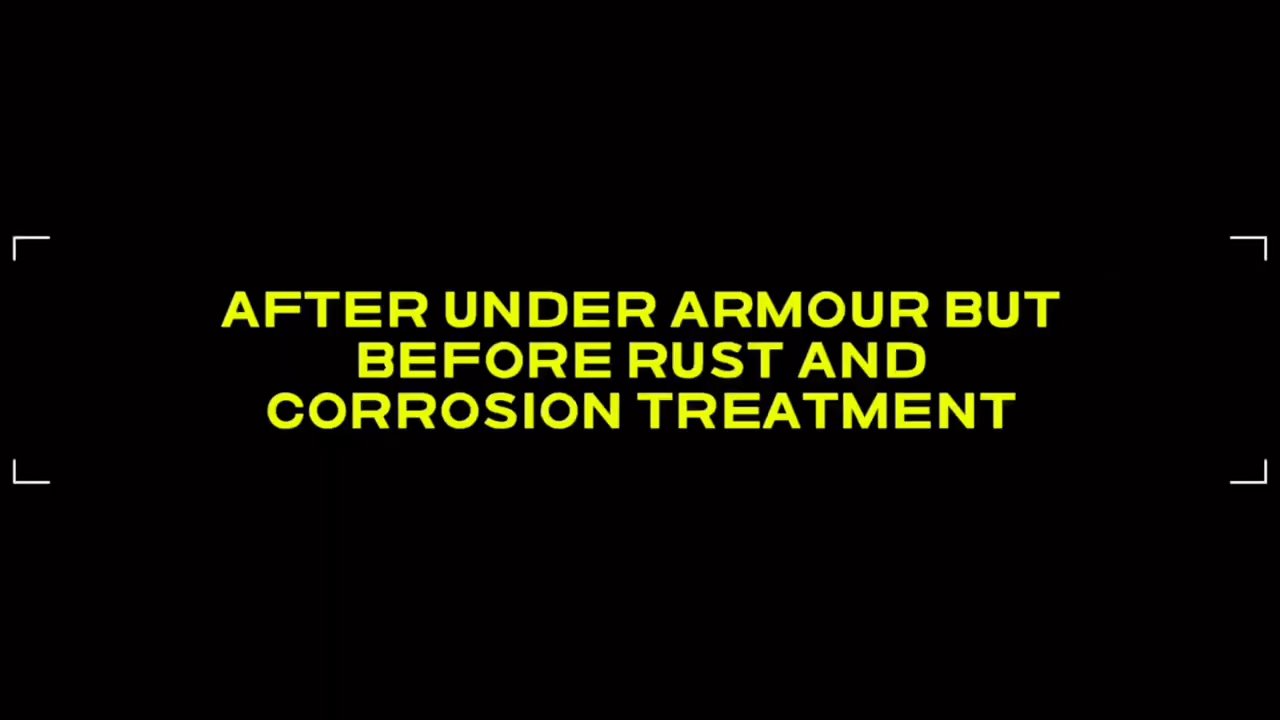 AFTER UNDER ARMOUR BUT
BEFORE RUST AND
CORROSION TREATMENT